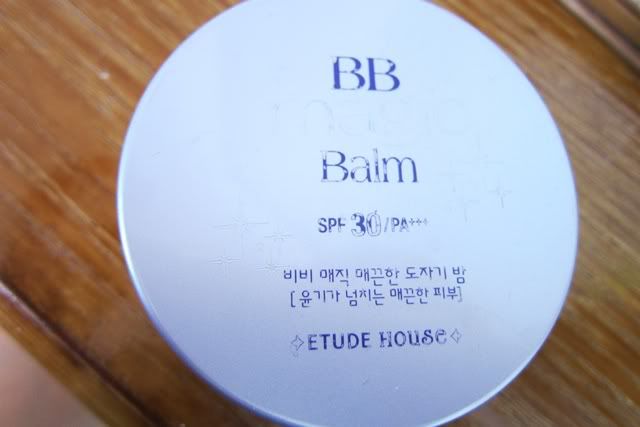 BB
magic
Balm
SPF 30/PA+++
비비 매직 매끈한 도자기 밤
[윤기가 넘치는 매끈한 피부]
ETUDE HOUSE